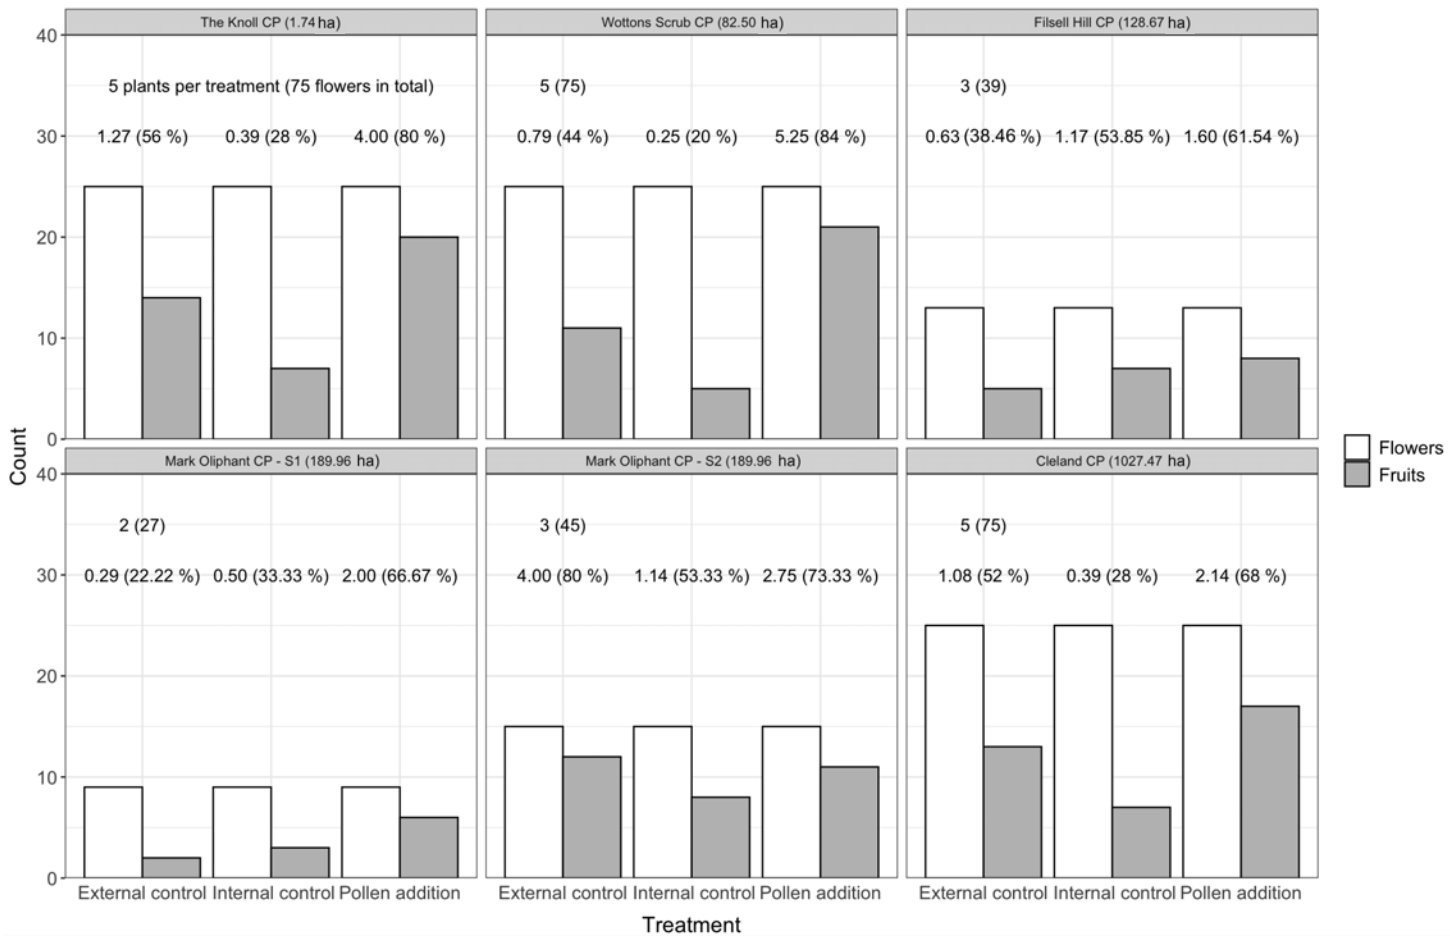 The Knoll CP (1.74 ha)
Wottons Scrub CP (82.50 ha)
Filsell Hill CP (128.67 ha)
40
5 plants per treatment (75 flowers in total)
5 (75)
3 (39)
30
1.27 (56 %)
0.39 (28 %)
4.00 (80 %)
0.79 (44 %)
0.25 (20 %)
5.25 (84 %)
0.63 (38.46 %)
1.17 (53.85 %)
1.60 (61.54 %)
20
10
0
Count
Flowers
Fruits
Mark Oliphant CP - S1 (189.96 ha)
Mark Oliphant CP - S2 (189.96 ha)
Cleland CP (1027.47 ha)
40
2 (27)
3 (45)
5 (75)
30
0.29 (22.22 %)
0.50 (33.33 %)
2.00 (66.67 %)
4.00 (80 %)
1.14 (53.33 %)
2.75 (73.33 %)
1.08 (52 %)
0.39 (28 %)
2.14 (68 %)
20
10
0
External control
Internal control
Pollen addition
External control
Internal control
Pollen addition
External control
Internal control
Pollen addition
Treatment